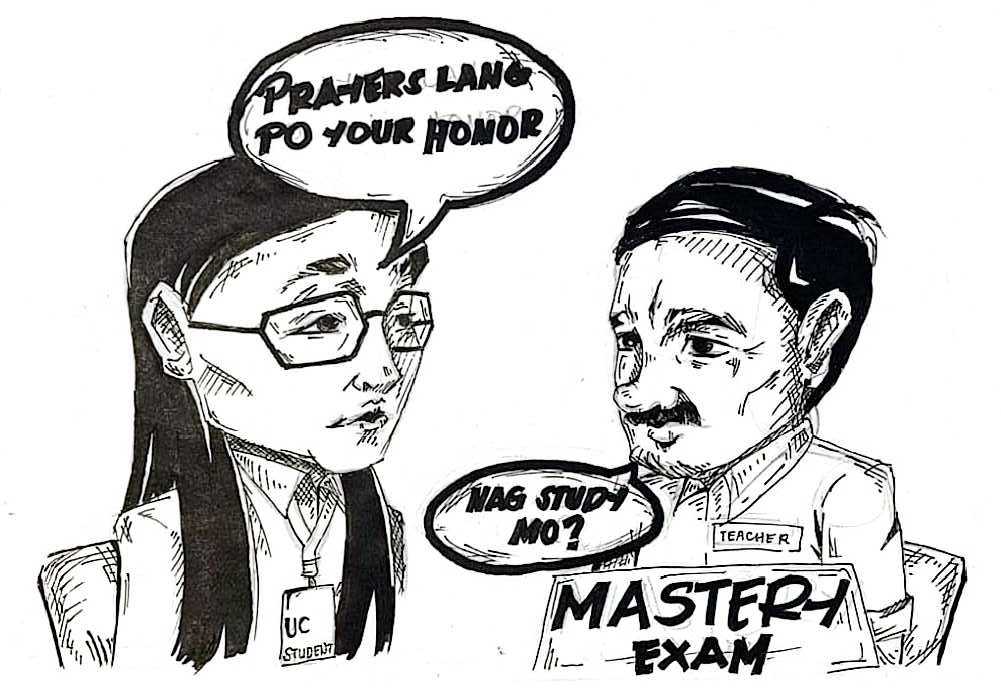 PRAYERS LANG
PO YOUR HONOR
NAG STUDY
MO?
TEACHER
MASTERY
EXAM
UC
STUDENT